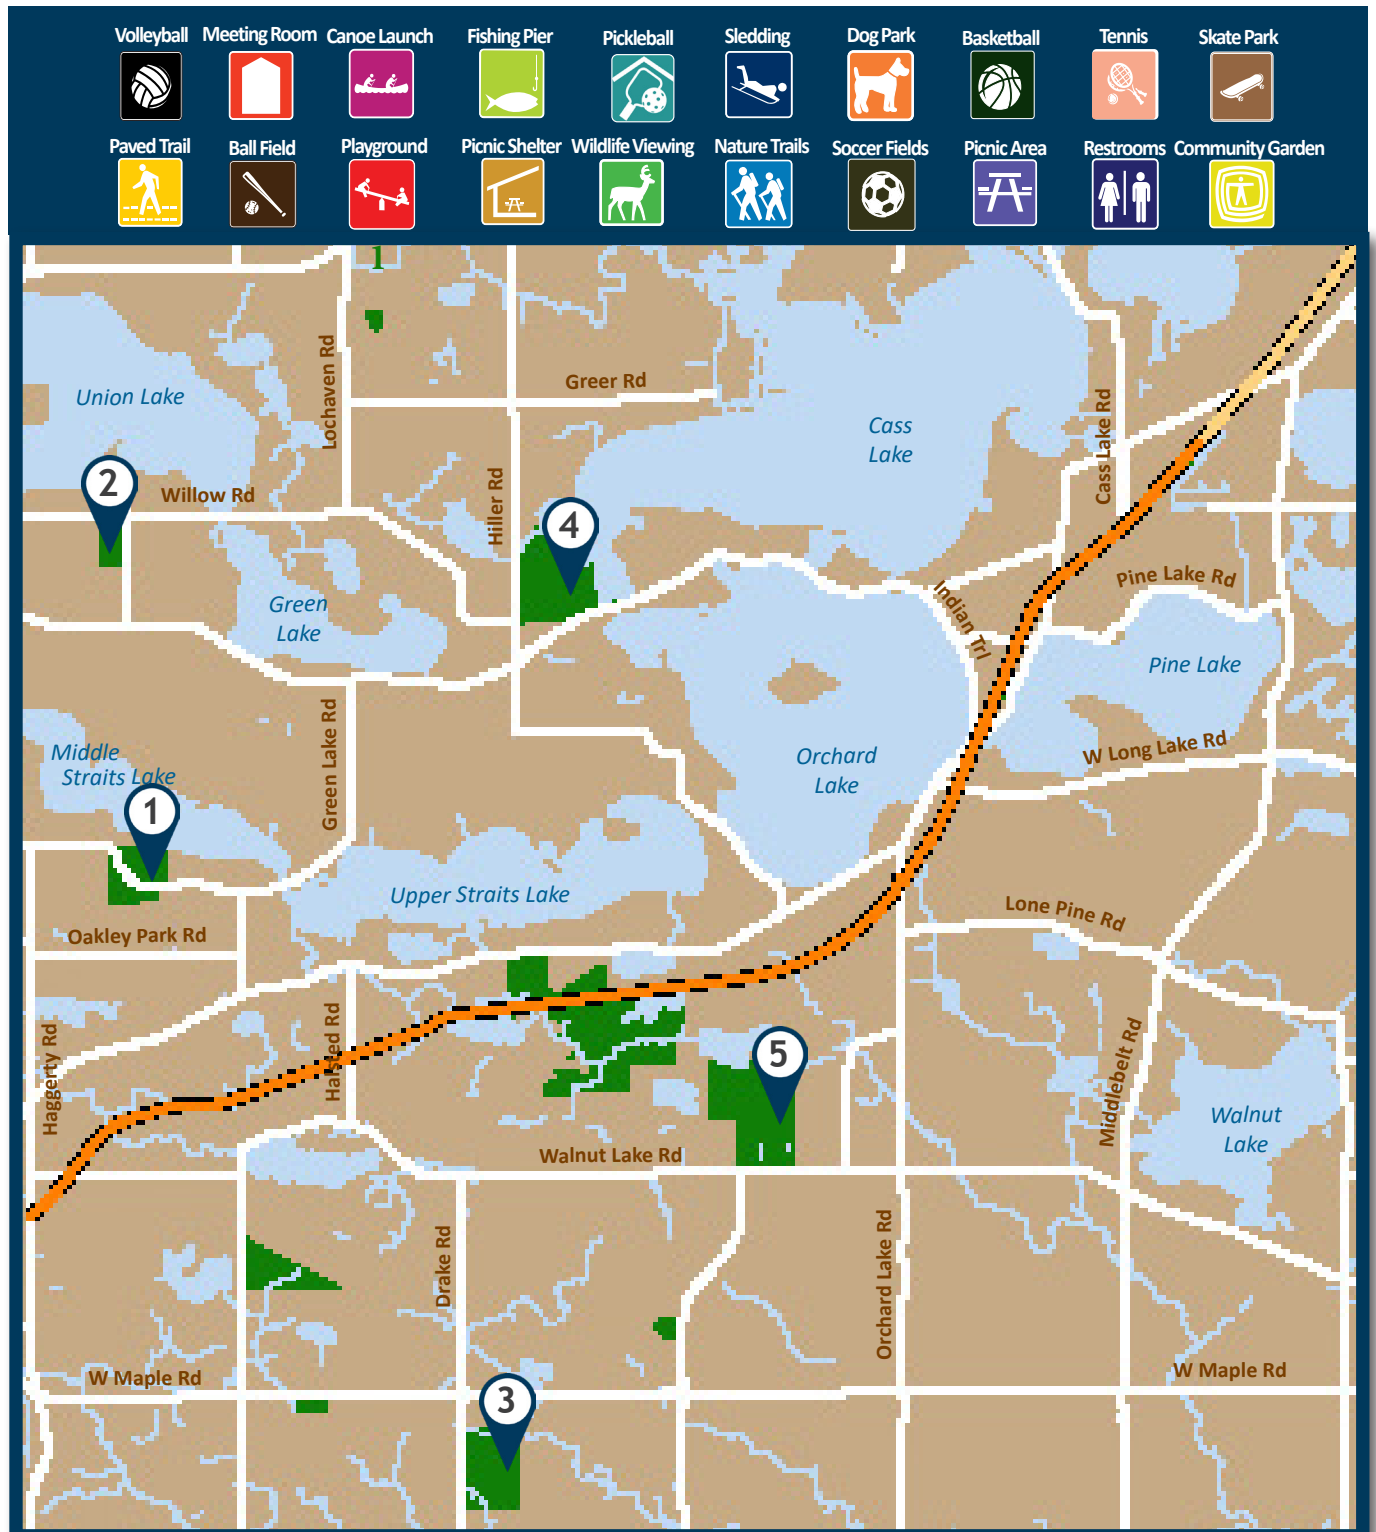 Volleyball Meeting Room Canoe Launch Fishing Pier Pickleball Sledding Dog Park Basketball Tennis Skate Park
Paved Trail Ball Field Playground Picnic Shelter Wildlife Viewing Nature Trails Soccer Fields Picnic Area Restrooms Community Garden
1
Lochaven Rd
Greer Rd
Union Lake
Cass
Lake
Cass Lake Rd
2
Willow Rd
Hiller Rd
4
Green
Lake
Indian Trl
Pine Lake Rd
Pine Lake
Middle
Straits Lake
Green Lake Rd
Orchard
Lake
W Long Lake Rd
1
Upper Straits Lake
Lone Pine Rd
Oakley Park Rd
Haggerty Rd
Halsted Rd
5
Middlebelt Rd
Walnut
Lake
Walnut Lake Rd
Drake Rd
Orchard Lake Rd
W Maple Rd
W Maple Rd
3